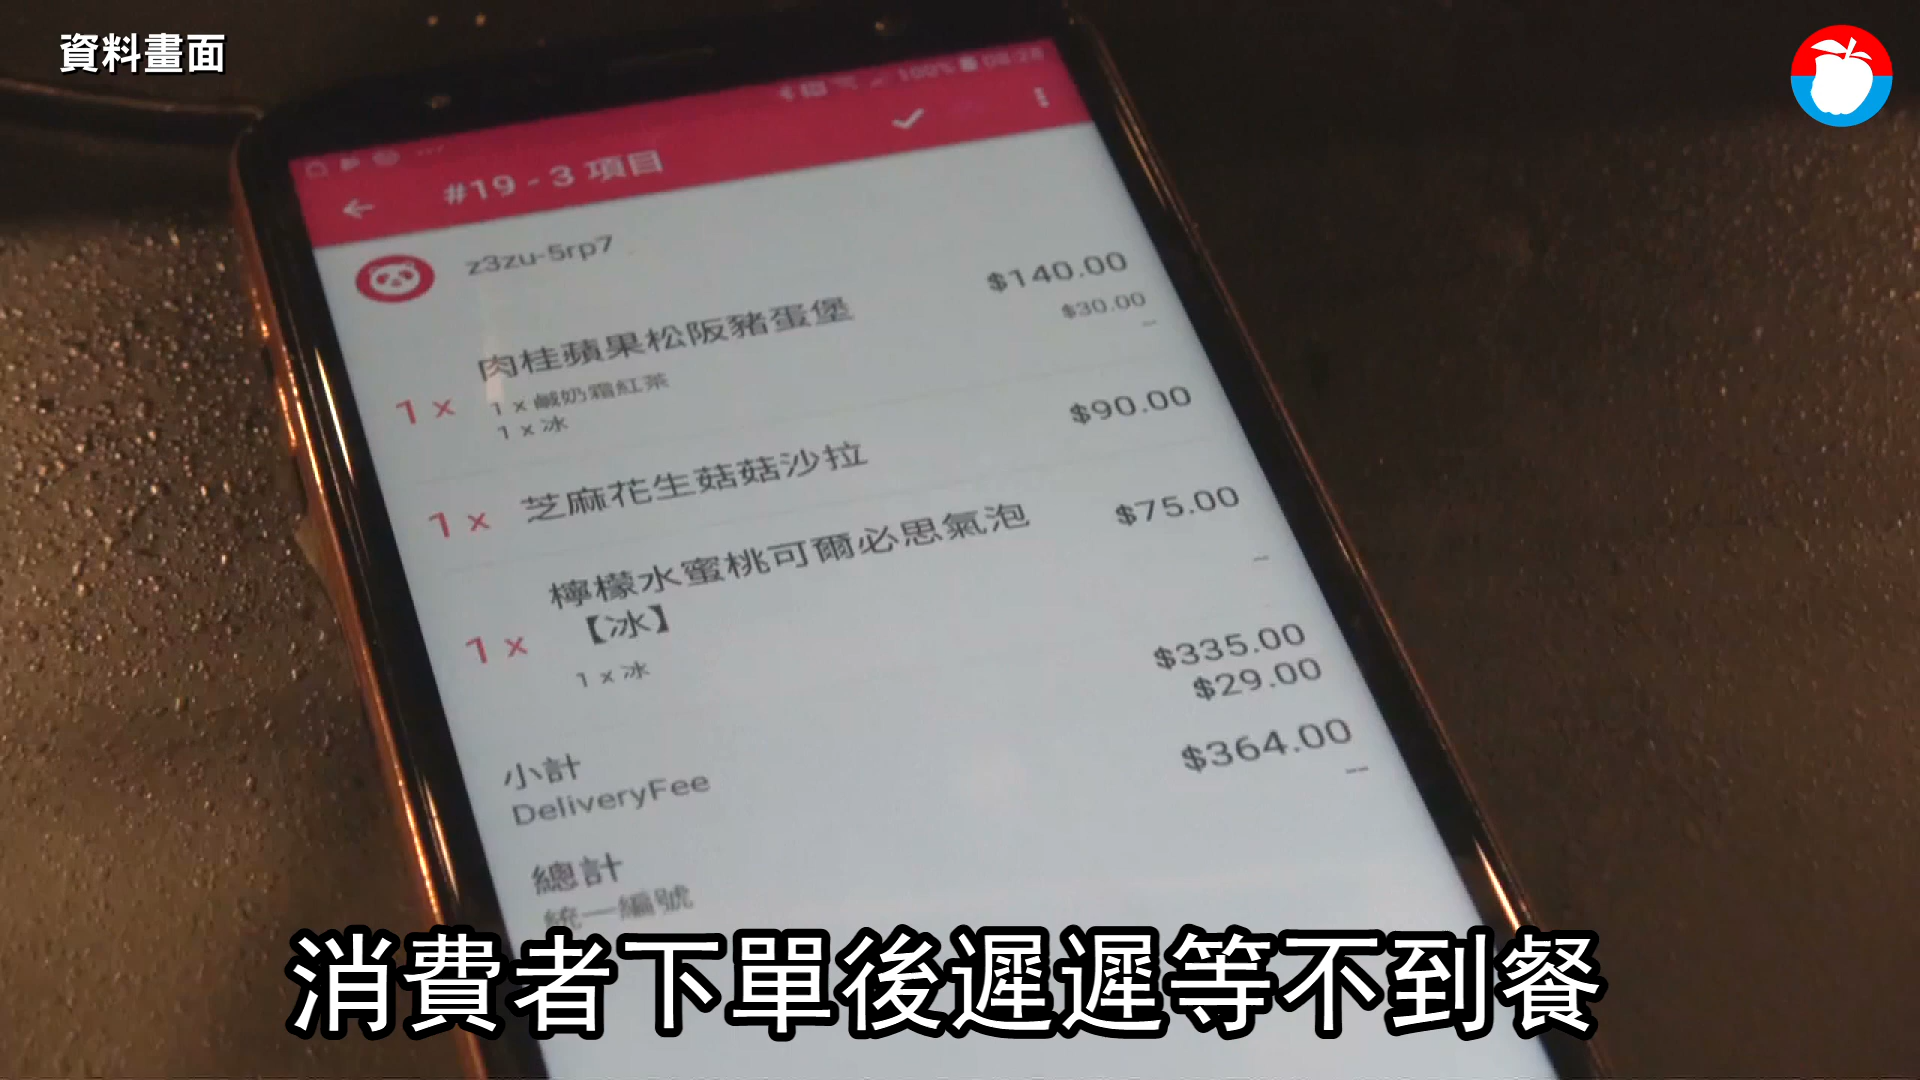 資料畫面
100% 08:28
#19 - 3 項目
z3zu-5rp7
1 x 肉桂蘋果松阪豬蛋堡 $140.00
1 x 鹹奶霜紅茶 $30.00
1 x 冰 --
1 x 芝麻花生菇菇沙拉 $90.00
1 x 檸檬水蜜桃可爾必思氣泡 $75.00
【冰】
1 x 冰 --
小計 $335.00
DeliveryFee $29.00
總計 $364.00
統一編號 --
消費者下單後遲遲等不到餐